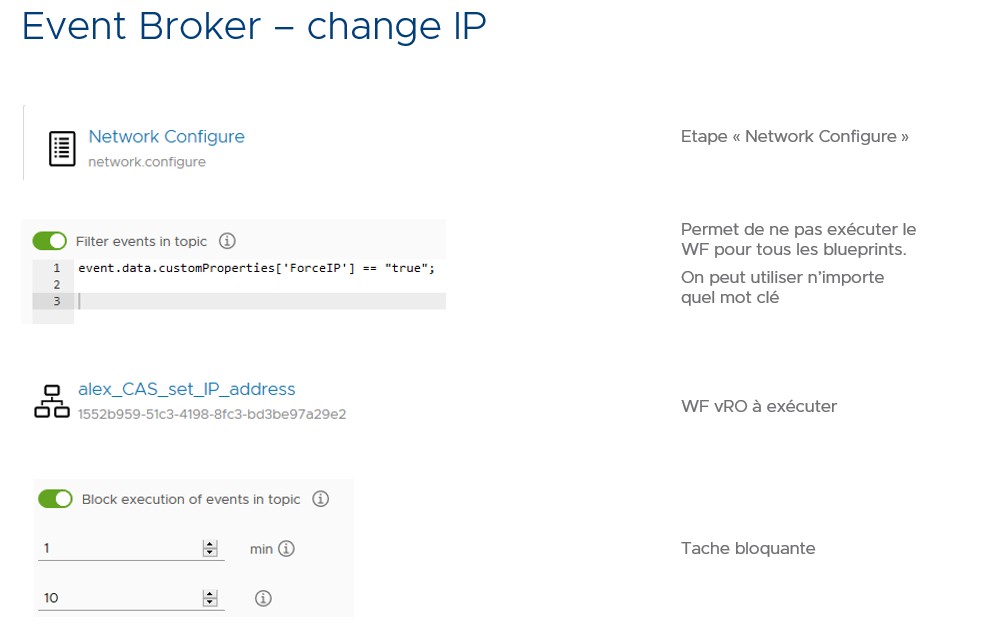 Event Broker – change IP
Network Configure
network.configure
Etape « Network Configure »
Filter events in topic
1 event.data.customProperties['ForceIP'] == "true";
2
3
Permet de ne pas exécuter le
WF pour tous les blueprints.
On peut utiliser n’importe
quel mot clé
alex_CAS_set_IP_address
1552b959-51c3-4198-8fc3-bd3be97a29e2
WF vRO à exécuter
Block execution of events in topic
1 min
10
Tache bloquante